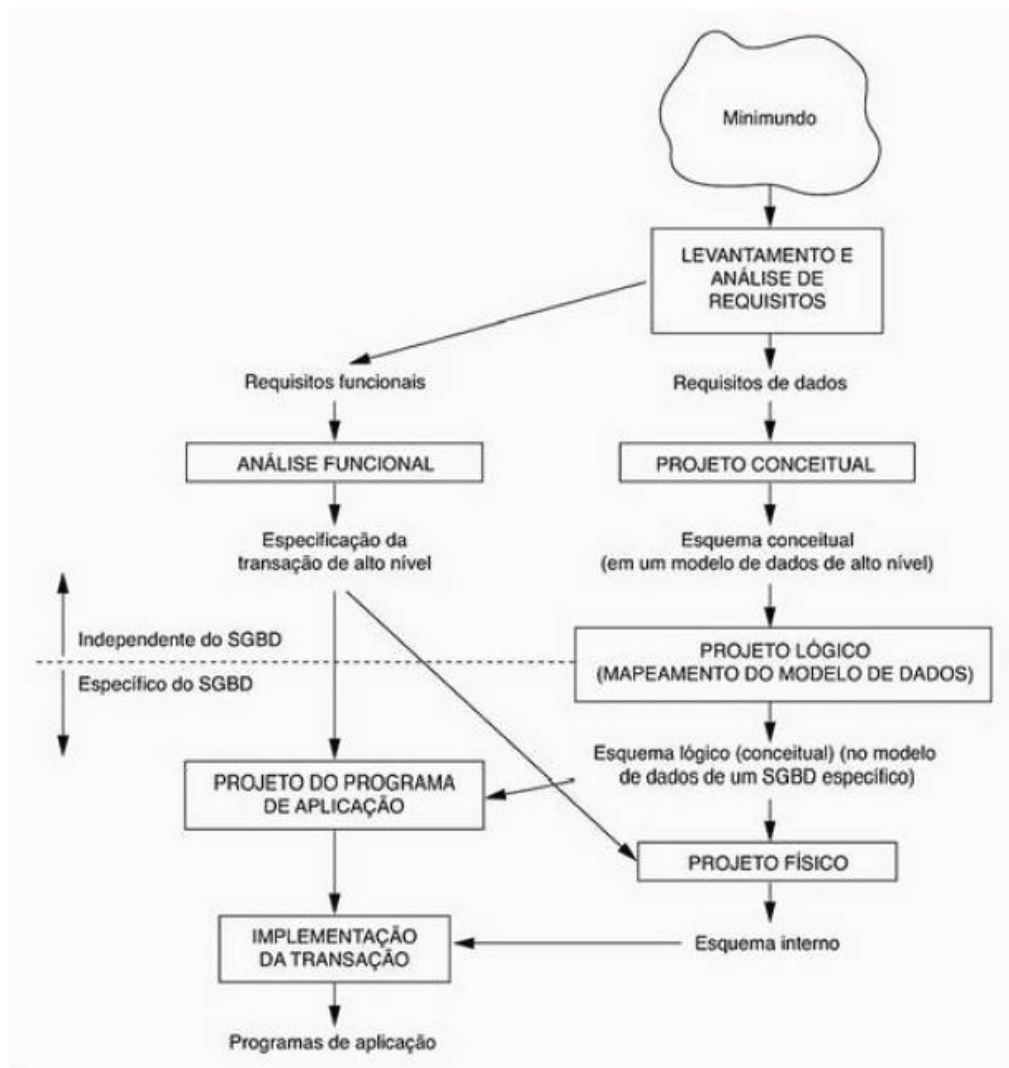 Minimundo
LEVANTAMENTO E
ANÁLISE DE
REQUISITOS
Requisitos funcionais
Requisitos de dados
ANÁLISE FUNCIONAL
PROJETO CONCEITUAL
Especificação da
transação de alto nível
Esquema conceitual
(em um modelo de dados de alto nível)
Independente do SGBD
Específico do SGBD
PROJETO LÓGICO
(MAPEAMENTO DO MODELO DE DADOS)
Esquema lógico (conceitual) (no modelo
de dados de um SGBD específico)
PROJETO DO PROGRAMA
DE APLICAÇÃO
PROJETO FÍSICO
IMPLEMENTAÇÃO
DA TRANSAÇÃO
Esquema interno
Programas de aplicação